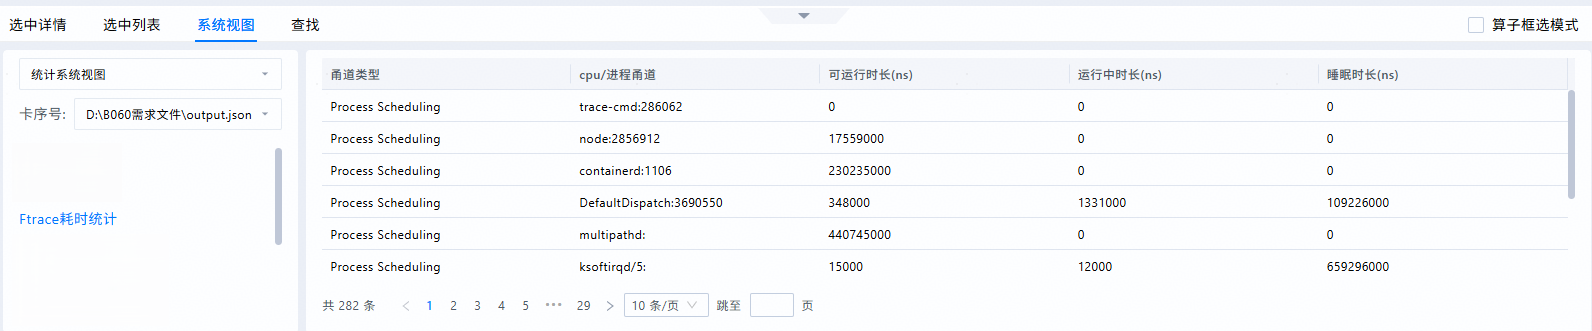 选中详情 选中列表 系统视图 查找 算子框选模式
统计系统视图
卡序号: D:\B060需求文件\output.json
Ftrace耗时统计
甬道类型 cpu/进程甬道 可运行时长(ns) 运行中时长(ns) 睡眠时长(ns)
Process Scheduling trace-cmd:286062 0 0 0
Process Scheduling node:2856912 17559000 0 0
Process Scheduling containerd:1106 230235000 0 0
Process Scheduling DefaultDispatch:3690550 348000 1331000 109226000
Process Scheduling multipathd: 440745000 0 0
Process Scheduling ksoftirqd/5: 15000 12000 659296000
共 282 条 < 1 2 3 4 5 ••• 29 > 10 条/页 跳至 页